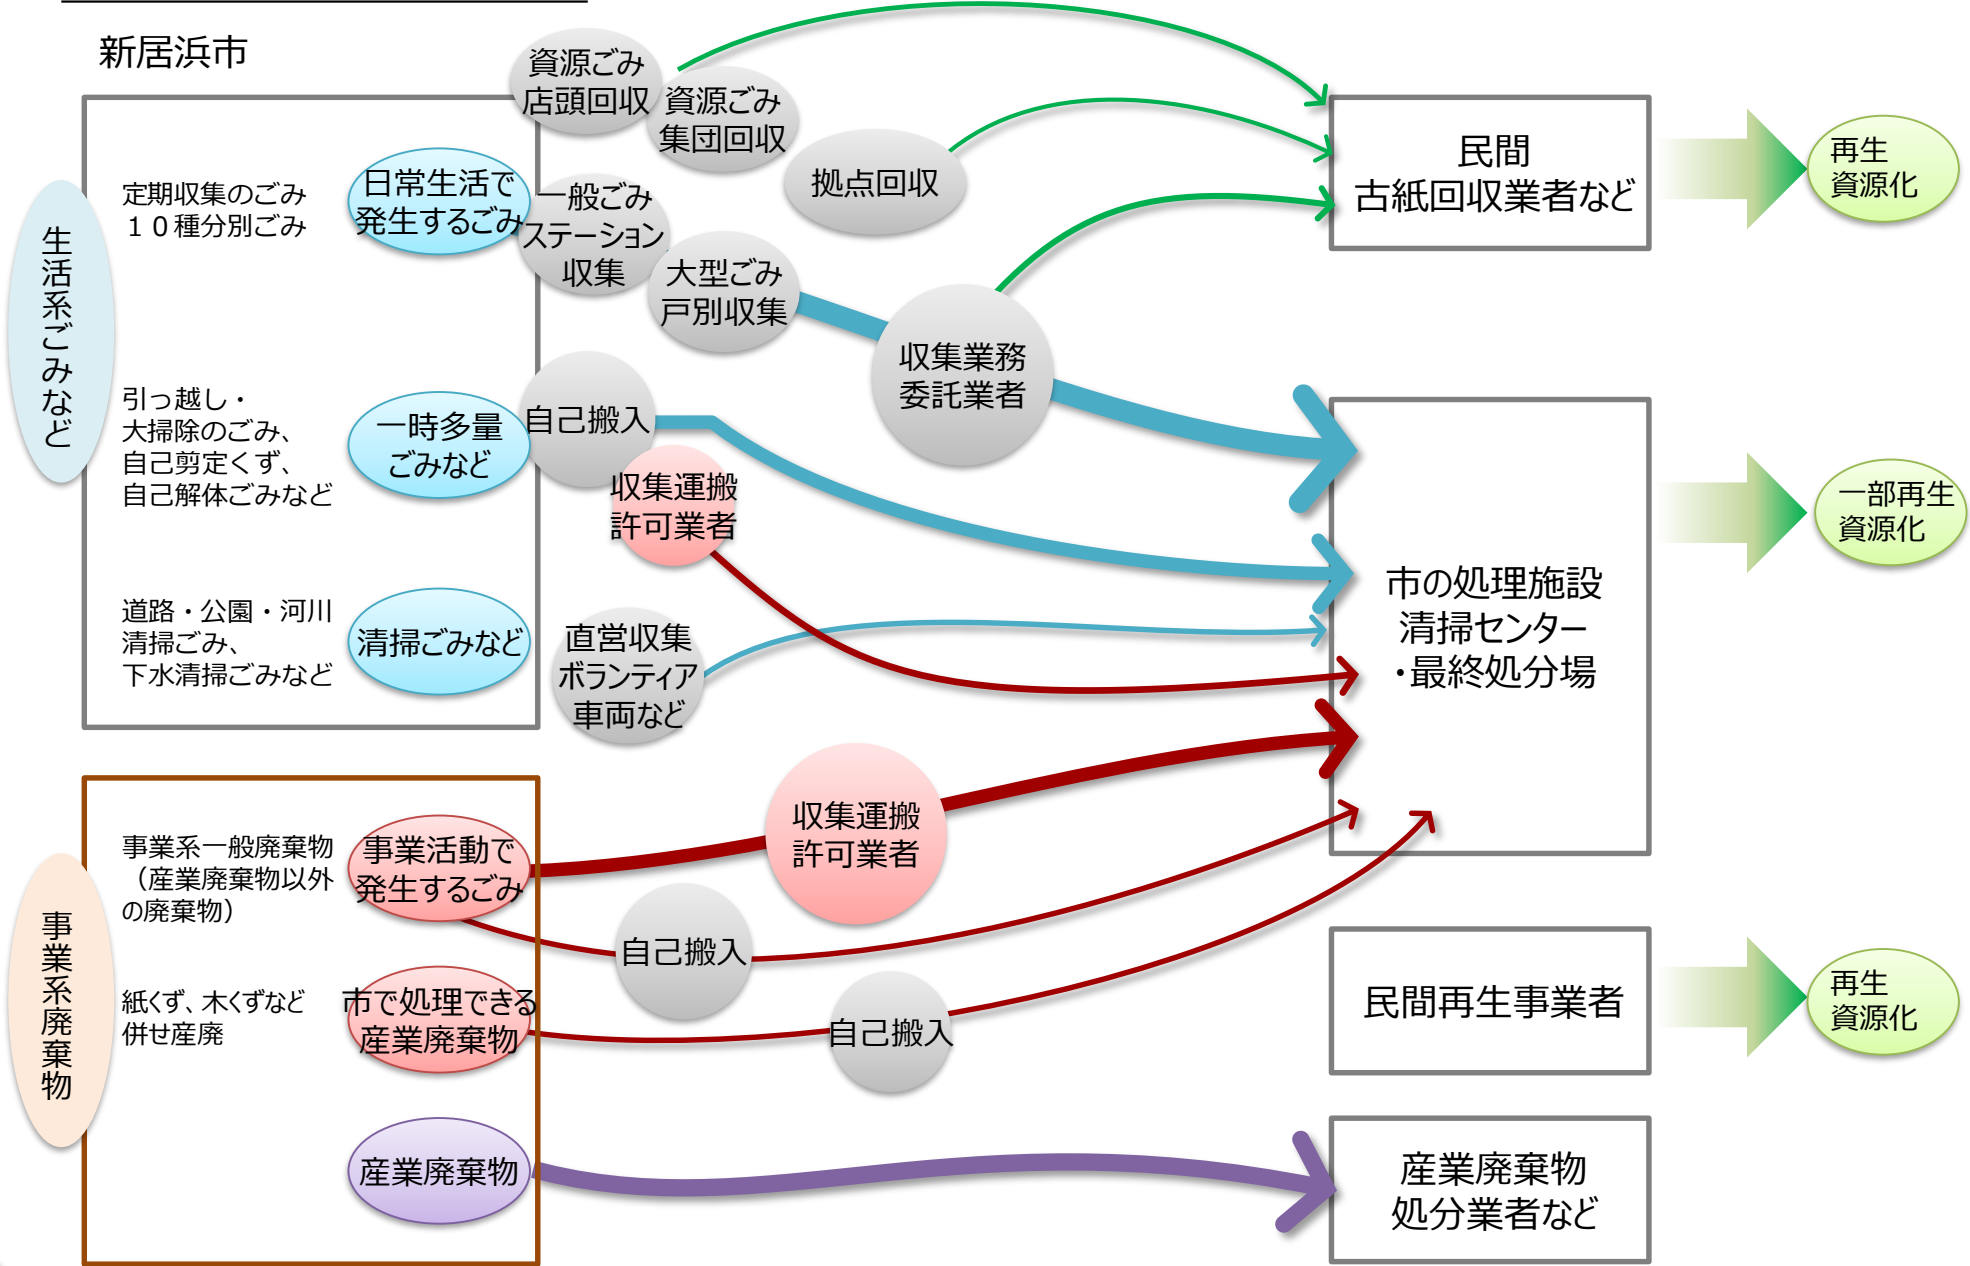 新居浜市
生活系ごみなど
定期収集のごみ
１０種分別ごみ
日常生活で
発生するごみ
引っ越し・
大掃除のごみ、
自己剪定くず、
自己解体ごみなど
一時多量
ごみなど
道路・公園・河川
清掃ごみ、
下水清掃ごみなど
清掃ごみなど
資源ごみ
店頭回収
資源ごみ
集団回収
拠点回収
一般ごみ
ステーション
収集
大型ごみ
戸別収集
収集業務
委託業者
自己搬入
収集運搬
許可業者
直営収集
ボランティア
車両など
民間
古紙回収業者など
再生
資源化
市の処理施設
清掃センター
・最終処分場
一部再生
資源化
事業系廃棄物
事業系一般廃棄物
（産業廃棄物以外
の廃棄物）
事業活動で
発生するごみ
紙くず、木くずなど
併せ産廃
市で処理できる
産業廃棄物
産業廃棄物
収集運搬
許可業者
自己搬入
自己搬入
民間再生事業者
再生
資源化
産業廃棄物
処分業者など